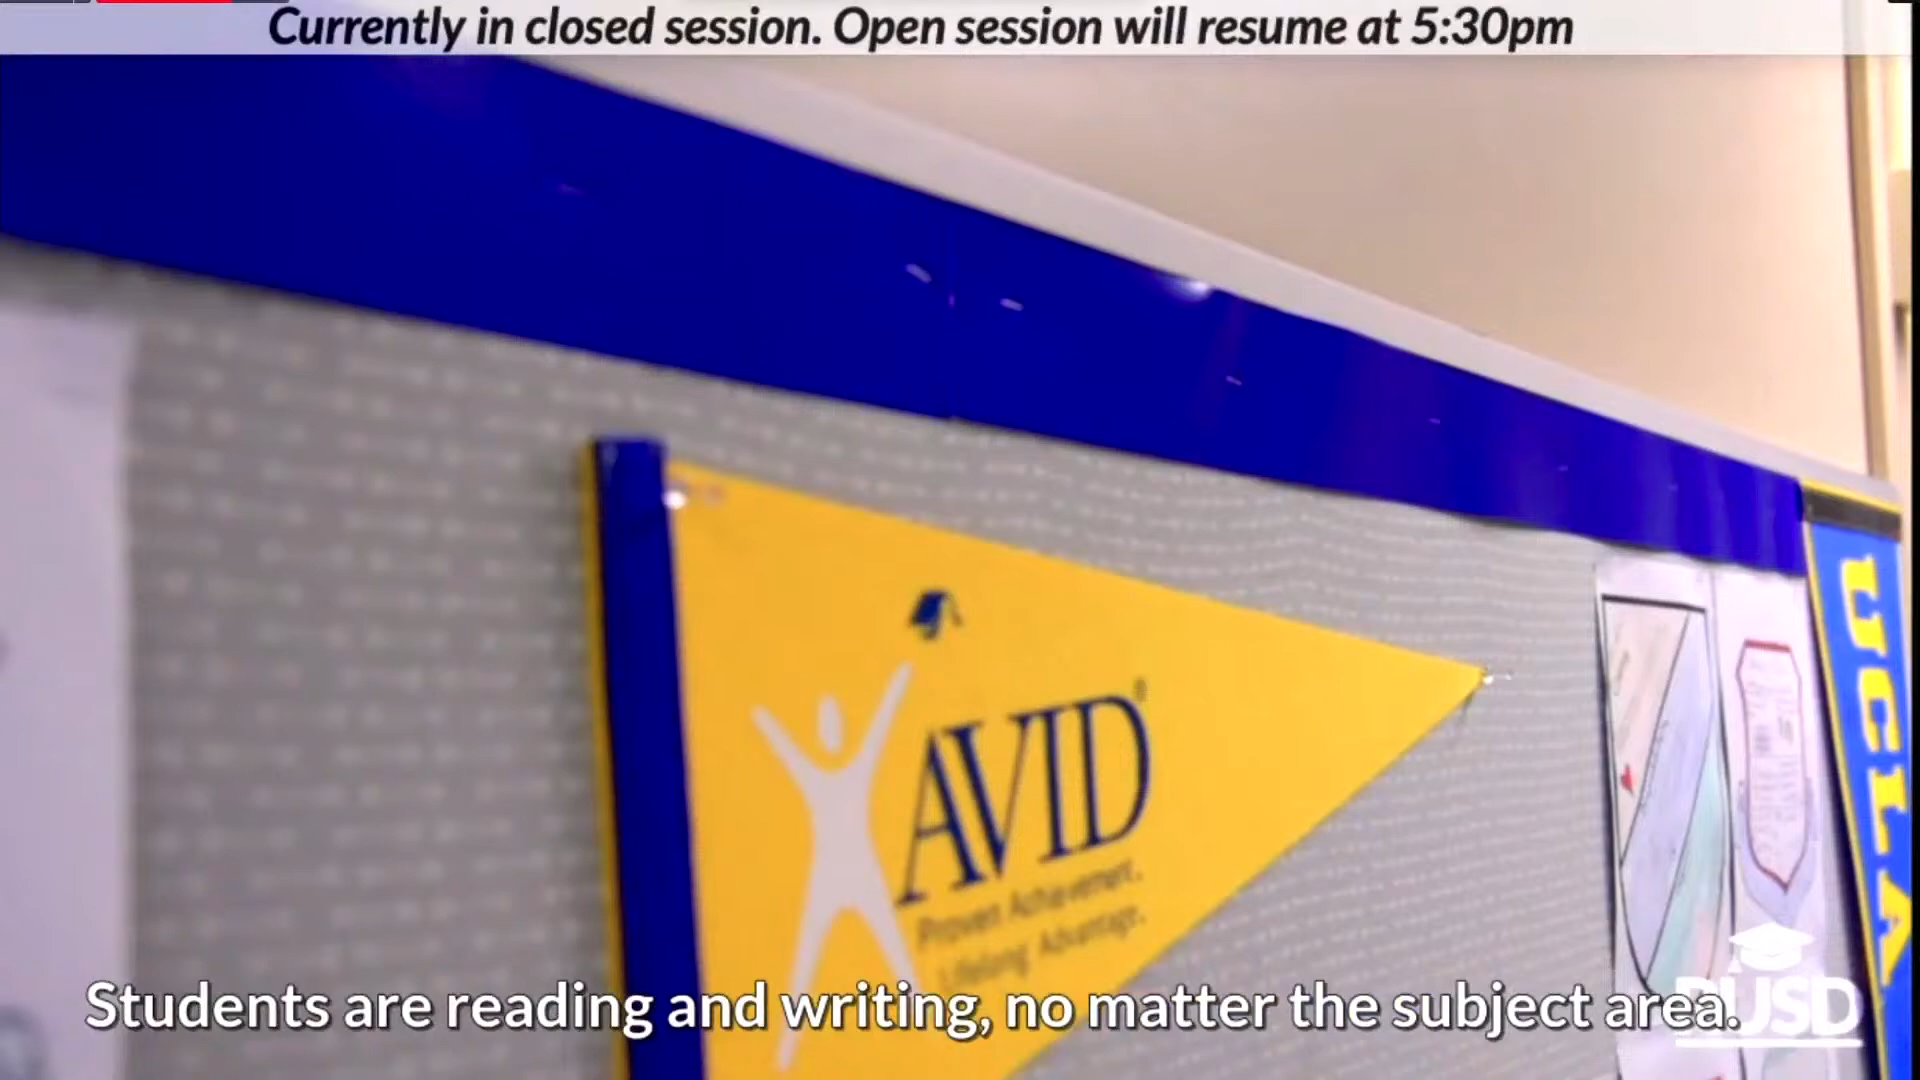 Currently in closed session. Open session will resume at 5:30pm
AVID®
Proven Achievement.
Lifelong Advantage.
UCLA
Students are reading and writing, no matter the subject area.
PUSD